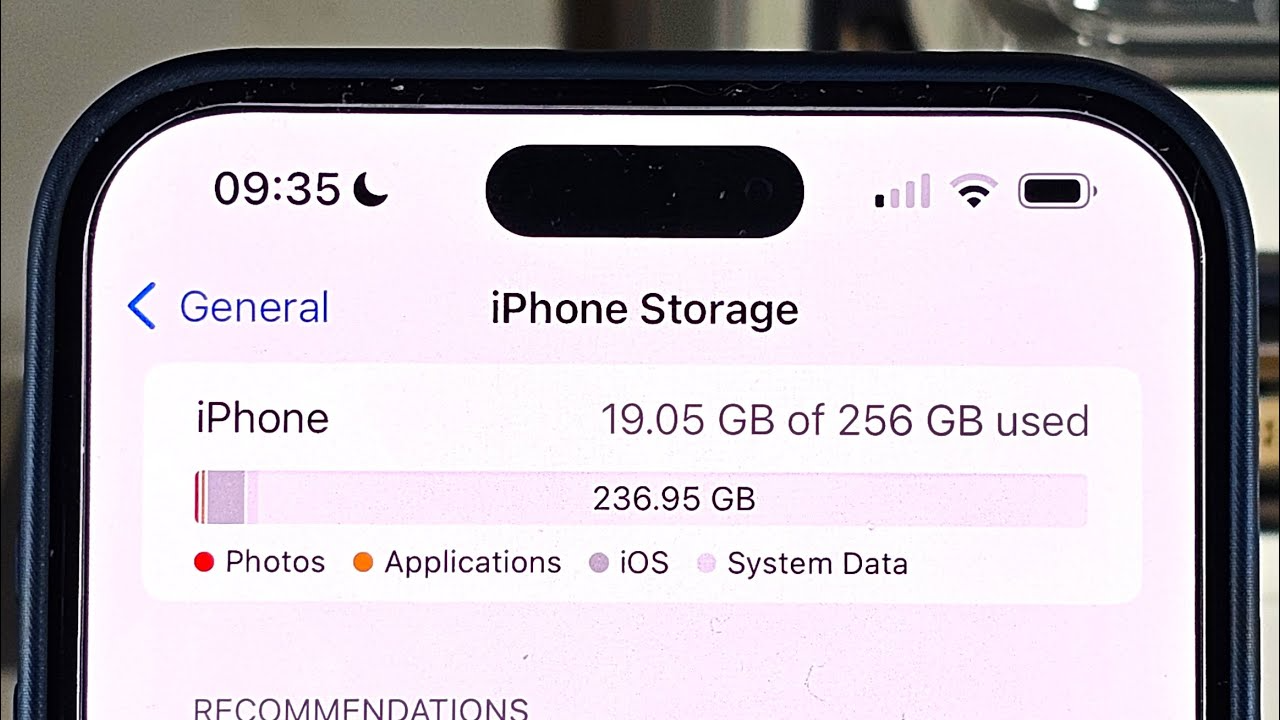 09:35
General
iPhone Storage
iPhone 19.05 GB of 256 GB used
236.95 GB
Photos Applications iOS System Data
RECOMMENDATIONS